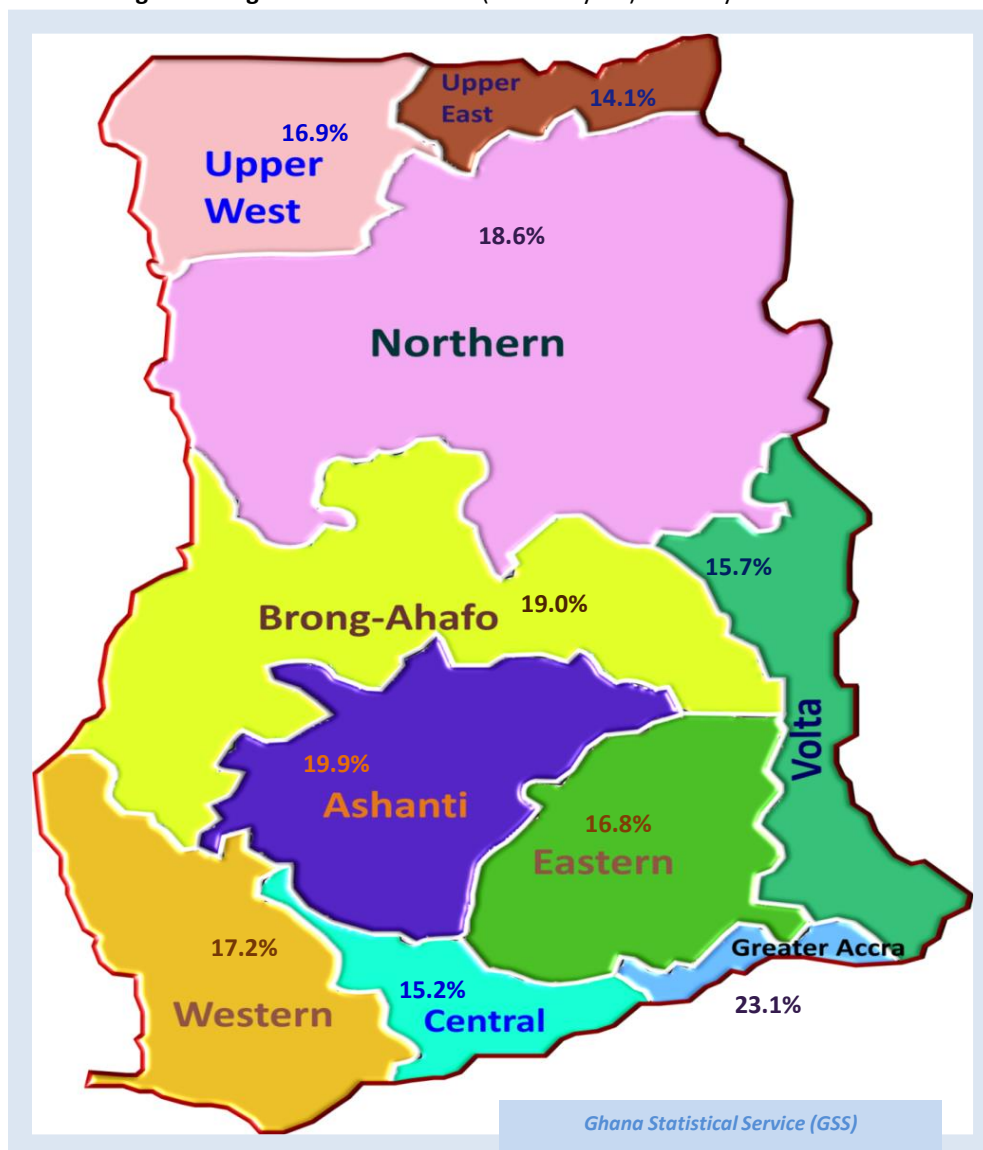 Upper
East
14.1%
16.9%
Upper
West
18.6%
Northern
15.7%
Brong-Ahafo
19.0%
Volta
19.9%
Ashanti
16.8%
Eastern
17.2%
Western
15.2%
Central
Greater Accra
23.1%
Ghana Statistical Service (GSS)